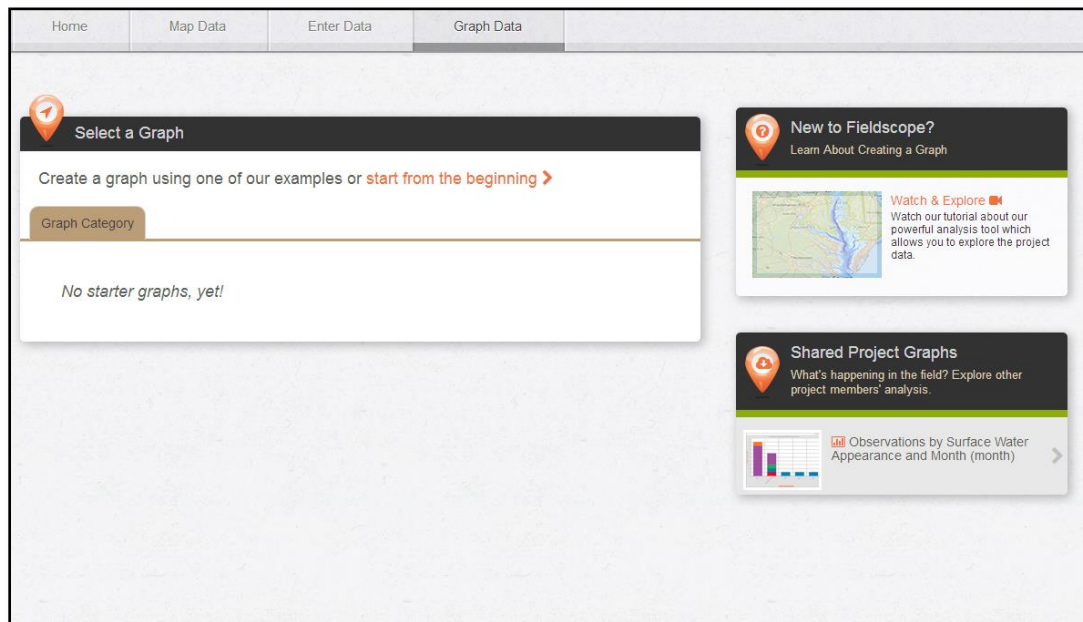 Home
Map Data
Enter Data
Graph Data
Select a Graph
Create a graph using one of our examples or start from the beginning
Graph Category
No starter graphs, yet!
New to Fieldscope?
Learn About Creating a Graph
Watch & Explore
Watch our tutorial about our
powerful analysis tool which
allows you to explore the project
data.
Shared Project Graphs
What's happening in the field? Explore other
project members' analysis.
Observations by Surface Water
Appearance and Month (month)